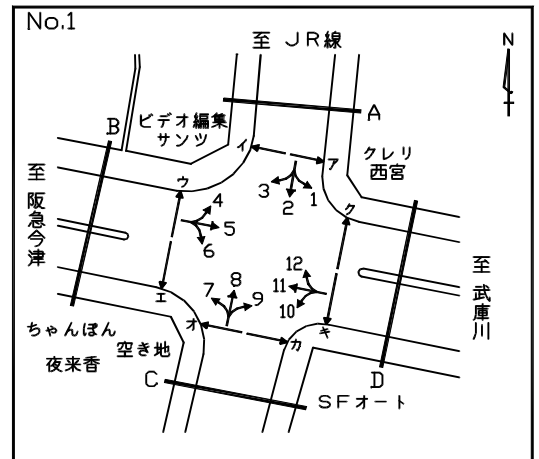 No.1
至 JR線
N
A
B
ビデオ編集
サンツ
クレリ
西宮
イ
ア
ウ
ク
3
2
1
4
5
6
至
阪急今津
至
武庫川
12
11
10
7
8
9
エ
オ
カ
キ
ちゃんぽん
夜来香
空き地
C
D
SFオート